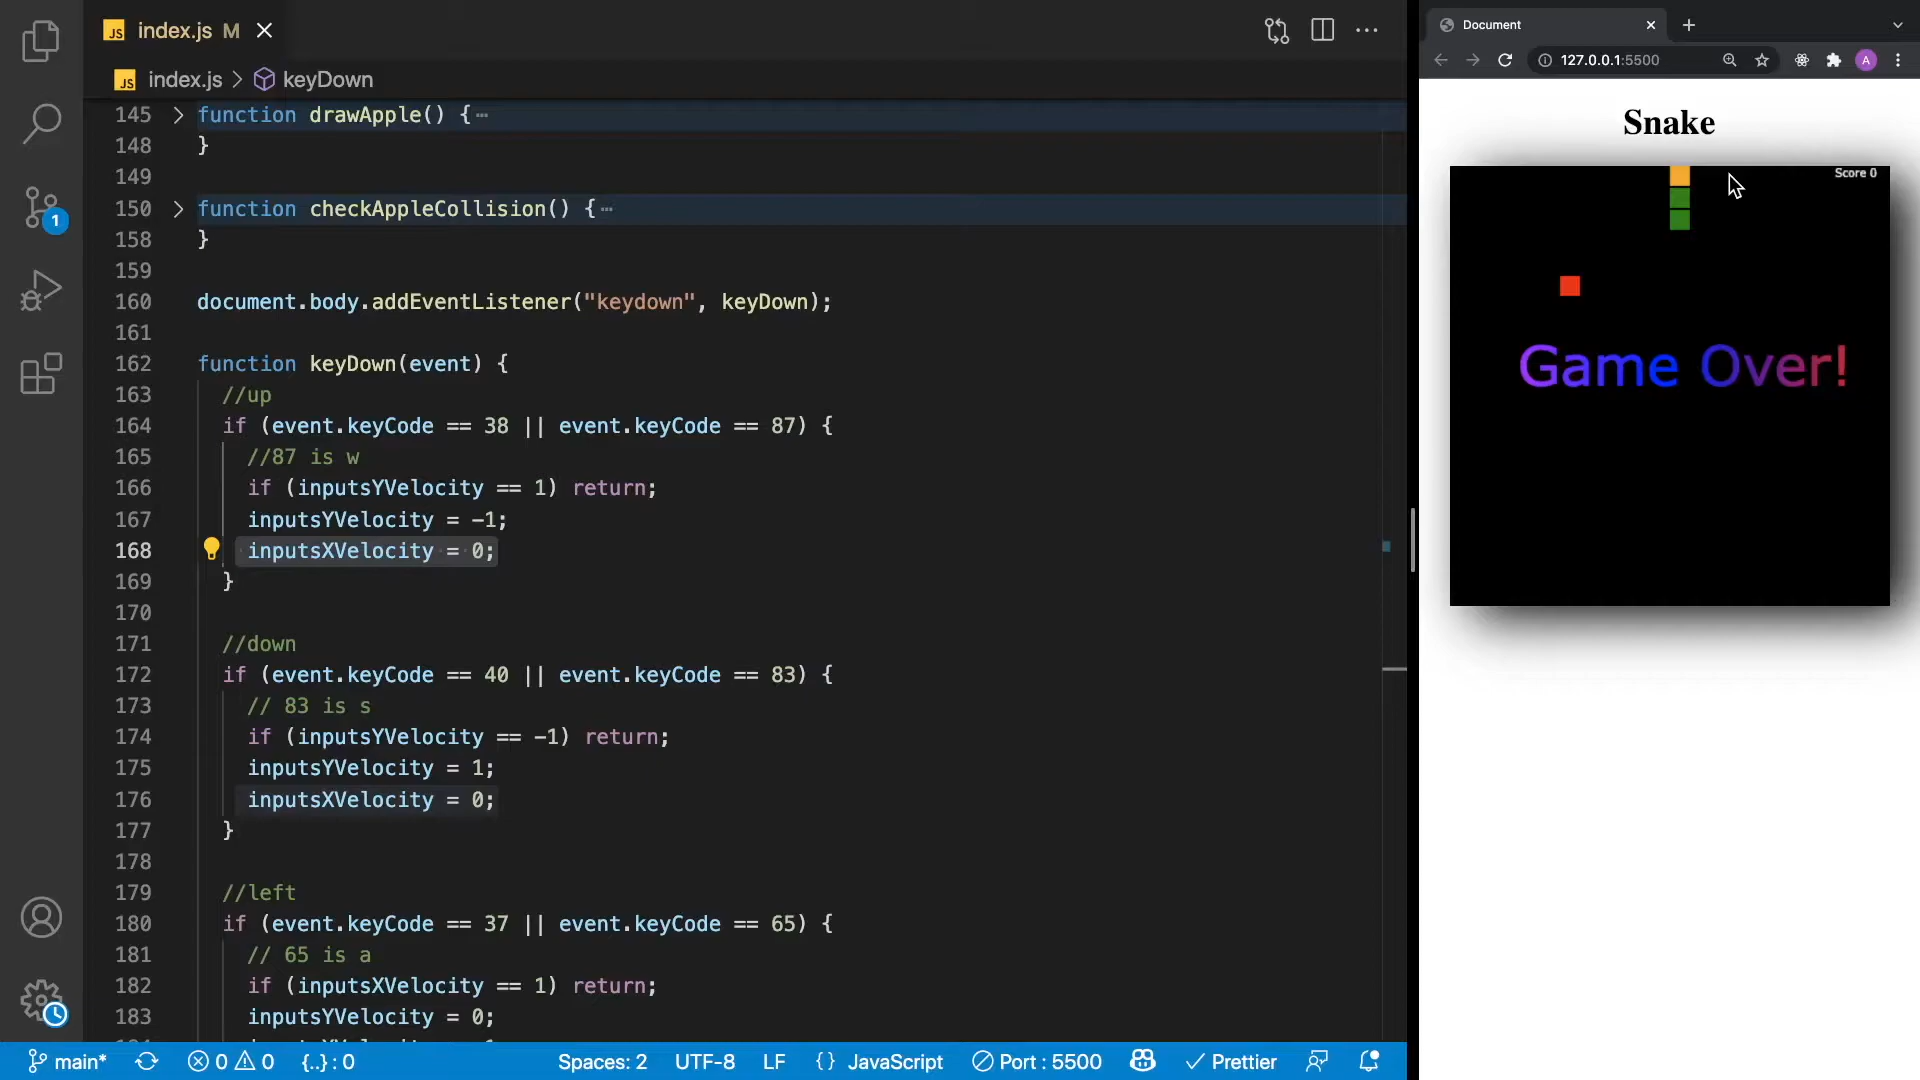 index.js M
index.js > keyDown
145 function drawApple() {
148 }
149
150 function checkAppleCollision() {
158 }
159
160 document.body.addEventListener("keydown", keyDown);
161
162 function keyDown(event) {
163 //up
164 if (event.keyCode == 38 || event.keyCode == 87) {
165 //87 is w
166 if (inputsYVelocity == 1) return;
167 inputsYVelocity = -1;
168 inputsXVelocity = 0;
169 }
170
171 //down
172 if (event.keyCode == 40 || event.keyCode == 83) {
173 // 83 is s
174 if (inputsYVelocity == -1) return;
175 inputsYVelocity = 1;
176 inputsXVelocity = 0;
177 }
178
179 //left
180 if (event.keyCode == 37 || event.keyCode == 65) {
181 // 65 is a
182 if (inputsXVelocity == 1) return;
183 inputsYVelocity = 0;
1
main* 0 0 {..} : 0 Spaces: 2 UTF-8 LF {} JavaScript Port : 5500 Prettier
Document
127.0.0.1:5500
A
Snake
Score 0
Game Over!